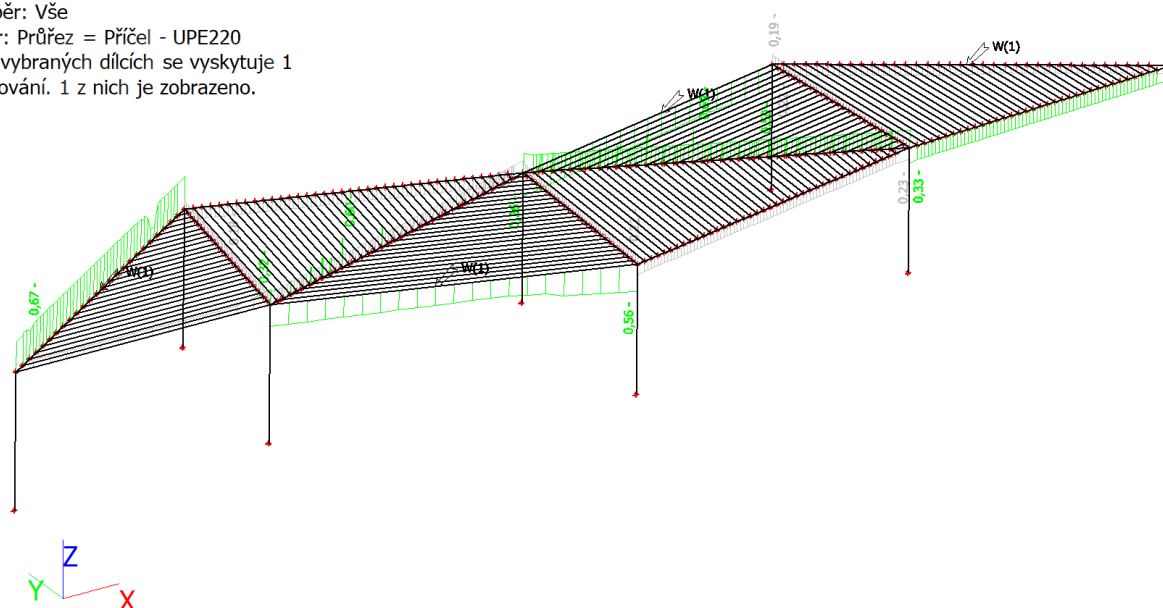 běr: Vše
r: Průřez = Příčel - UPE220
vybraných dílcích se vyskytuje 1
ování. 1 z nich je zobrazeno.
0,19 -
W(1)
W(1)
0,23 -
0,33 -
W(1)
W(1)
0,67 -
0,56 -
Z
Y
X